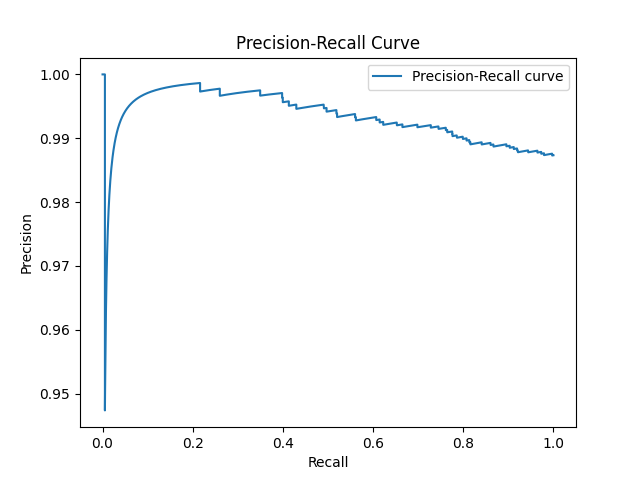 Precision-Recall Curve
Precision-Recall curve
1.00
0.99
0.98
0.97
0.96
0.95
Precision
0.0 0.2 0.4 0.6 0.8 1.0
Recall